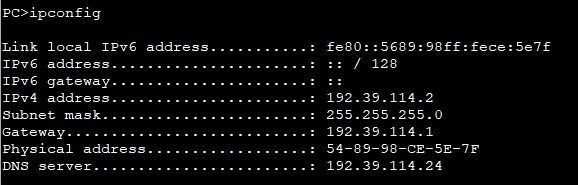 PC>ipconfig
Link local IPv6 address...........: fe80::5689:98ff:fece:5e7f
IPv6 address......................: :: / 128
IPv6 gateway......................: ::
IPv4 address......................: 192.39.114.2
Subnet mask.......................: 255.255.255.0
Gateway...........................: 192.39.114.1
Physical address..................: 54-89-98-CE-5E-7F
DNS server........................: 192.39.114.24